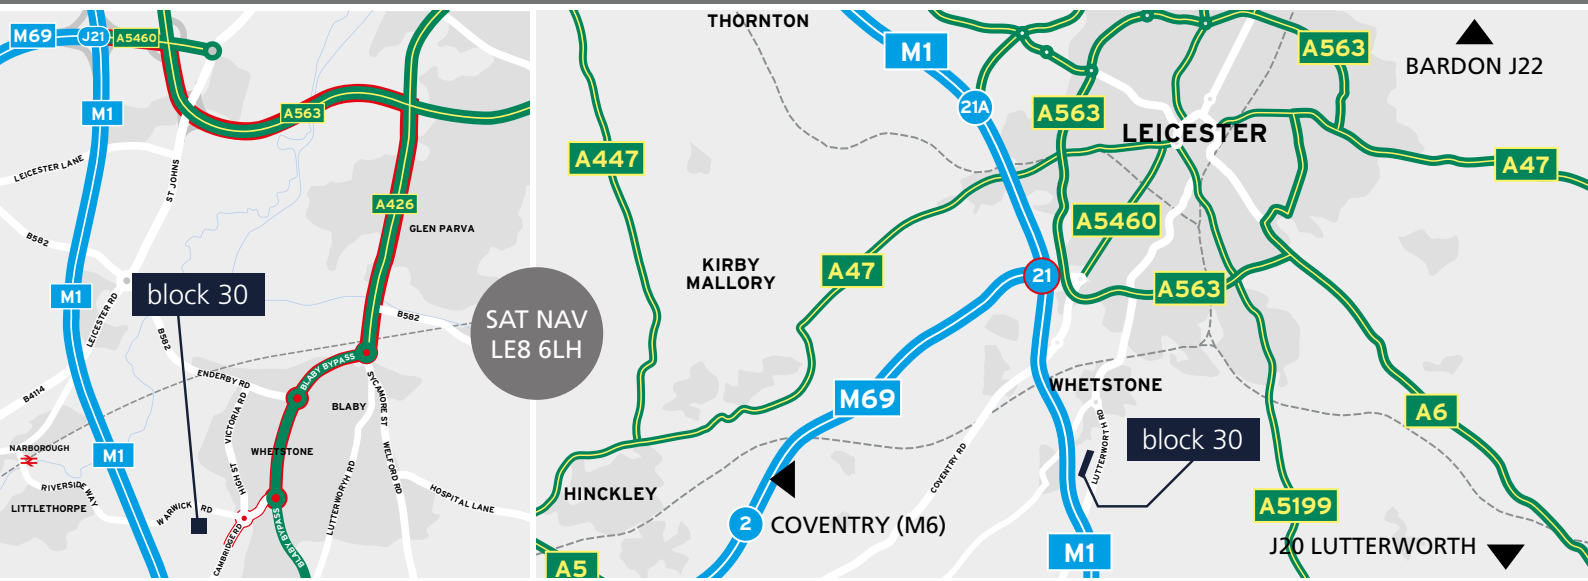 M69
J21
A5460
M1
A563
LEICESTER LANE
ST JOHNS
A426
GLEN PARVA
B582
M1
block 30
LEICESTER RD
B582
B582
BLABY BYPASS
ENDERBY RD
SYCAMORE ST
BLABY
B4114
VICTORIA RD
WHETSTONE
NARBOROUGH
M1
HIGH ST
LUTTERWORYH RD
WELFORD RD
RIVERSIDE WAY
HOSPITAL LANE
LITTLETHORPE
WARWICK RD
CAMBRIDGE RD
BLABY BYPASS
SAT NAV
LE8 6LH
THORNTON
M1
A563
BARDON J22
21A
A563
LEICESTER
A447
A47
A5460
KIRBY
MALLORY
A47
21
A563
M69
WHETSTONE
A6
LUTTERWORTH RD
block 30
COVENTRY RD
HINCKLEY
A5199
2
COVENTRY (M6)
M1
J20 LUTTERWORTH
A5